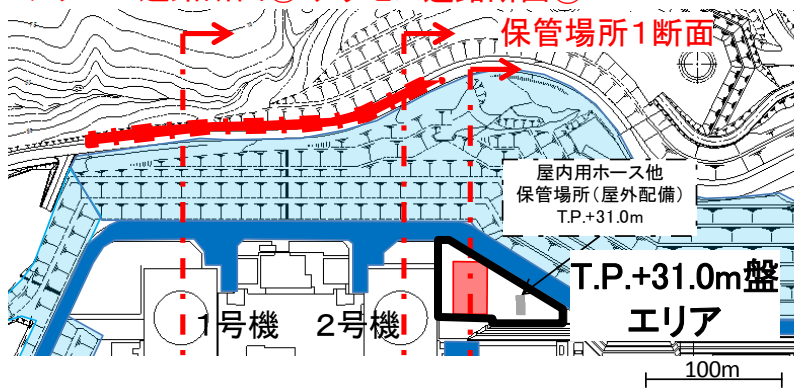 保管場所1断面
屋内用ホース他
保管場所(屋外配備)
T.P.+31.0m
T.P.+31.0m盤
エリア
1号機
2号機
100m